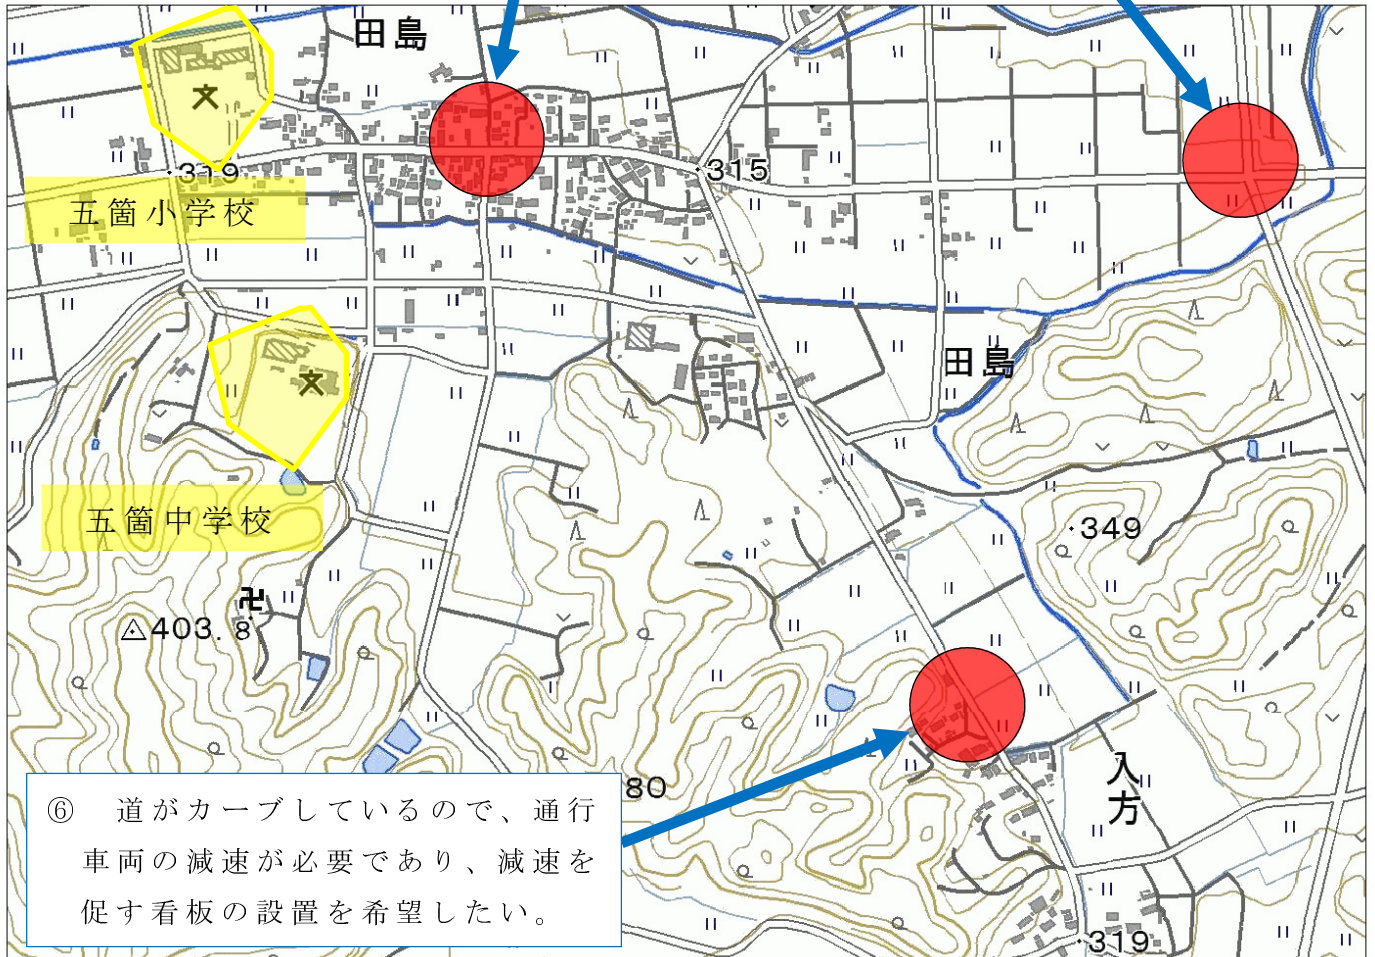 田島
文
319
315
五箇小学校
田島
文
五箇中学校
349
卍
403.8
80
入方
⑥　道がカーブしているので、通行
車両の減速が必要であり、減速を
促す看板の設置を希望したい。
319